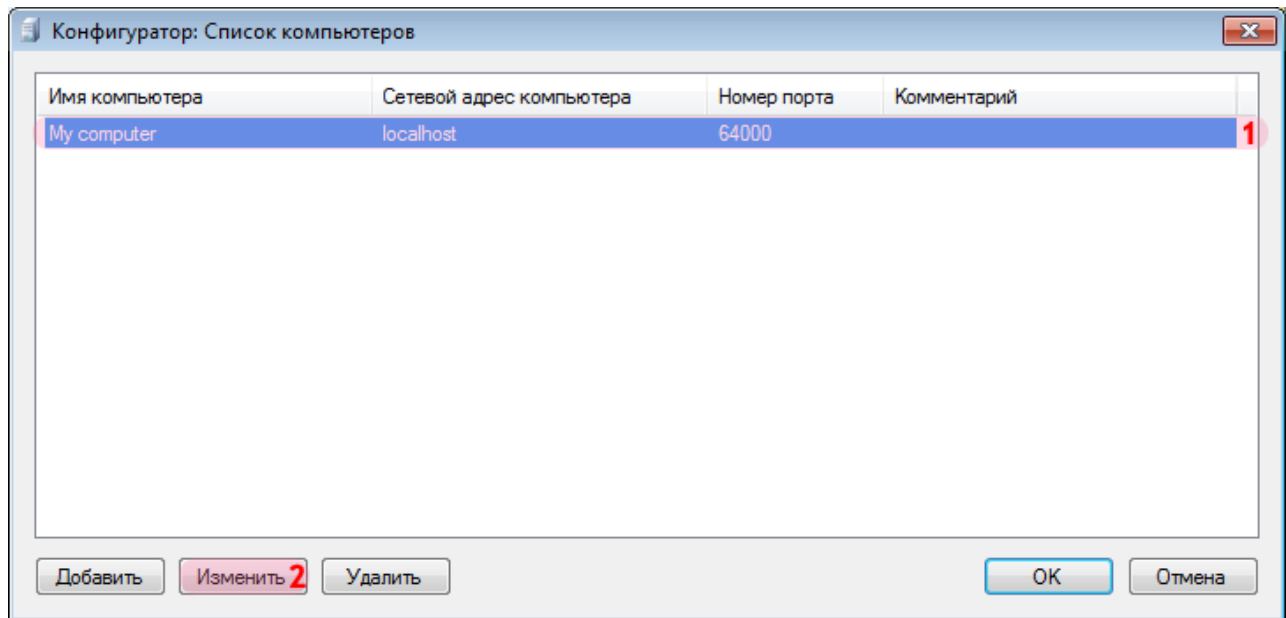 Конфигуратор: Список компьютеров
Имя компьютера Сетевой адрес компьютера Номер порта Комментарий
My computer localhost 64000 1
Добавить Изменить 2 Удалить OK Отмена